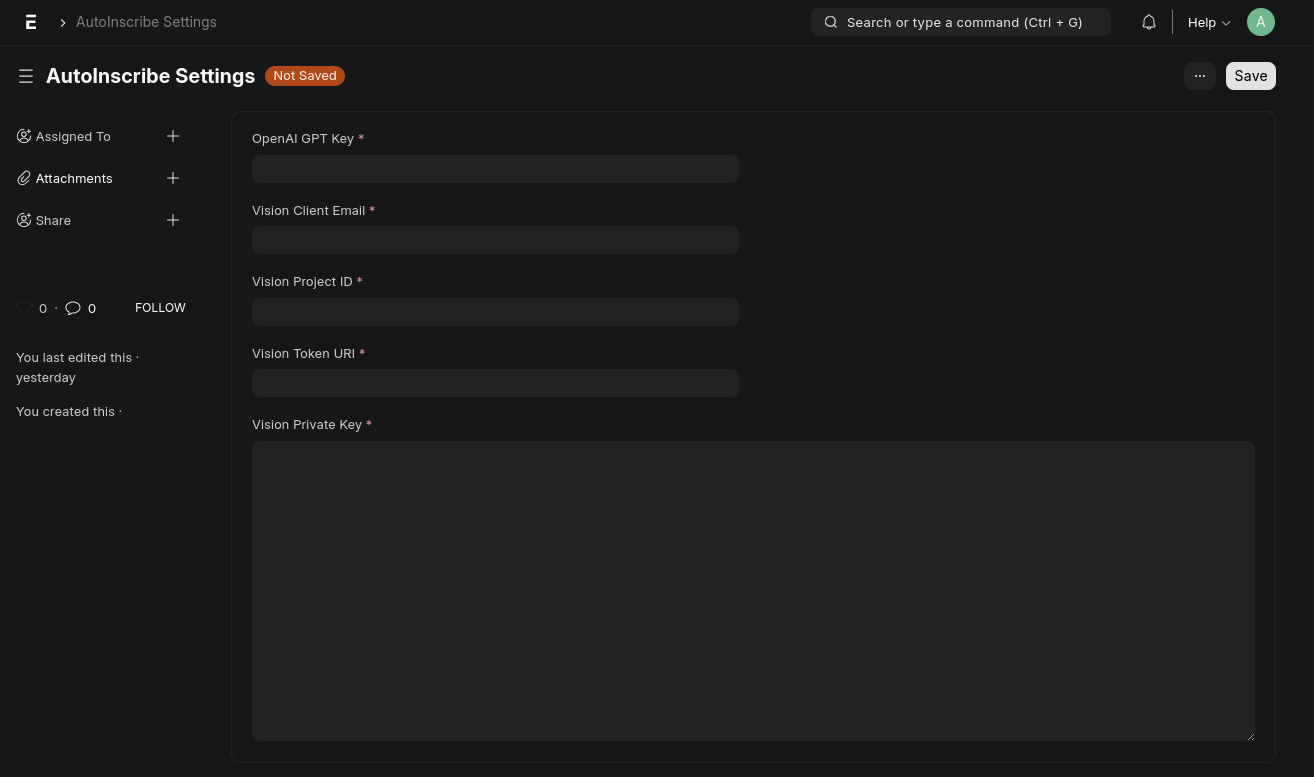 AutoInscribe Settings
Search or type a command (Ctrl + G)
Help
A
AutoInscribe Settings
Not Saved
Save
Assigned To
Attachments
Share
0 · 0 FOLLOW
You last edited this ·
yesterday
You created this ·
OpenAI GPT Key *
Vision Client Email *
Vision Project ID *
Vision Token URI *
Vision Private Key *